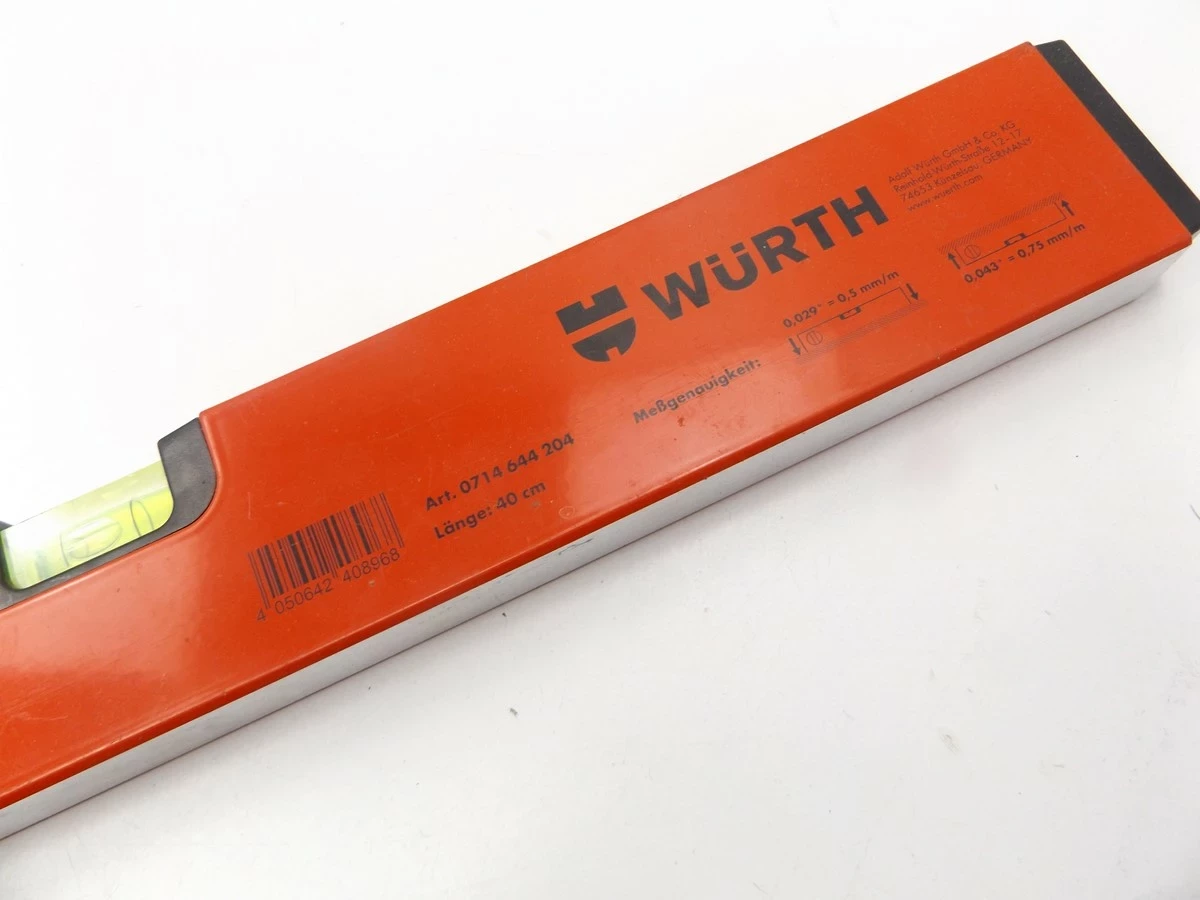 Adolf Würth GmbH & Co. KG
Reinhold-Würth-Straße 12-17
74653 Künzelsau, GERMANY
www.wuerth.com
WÜRTH
0,029° = 0,5 mm/m
0,043° = 0,75 mm/m
Meßgenauigkeit:
Art. 0714 644 204
Länge: 40 cm
4 050642 408968